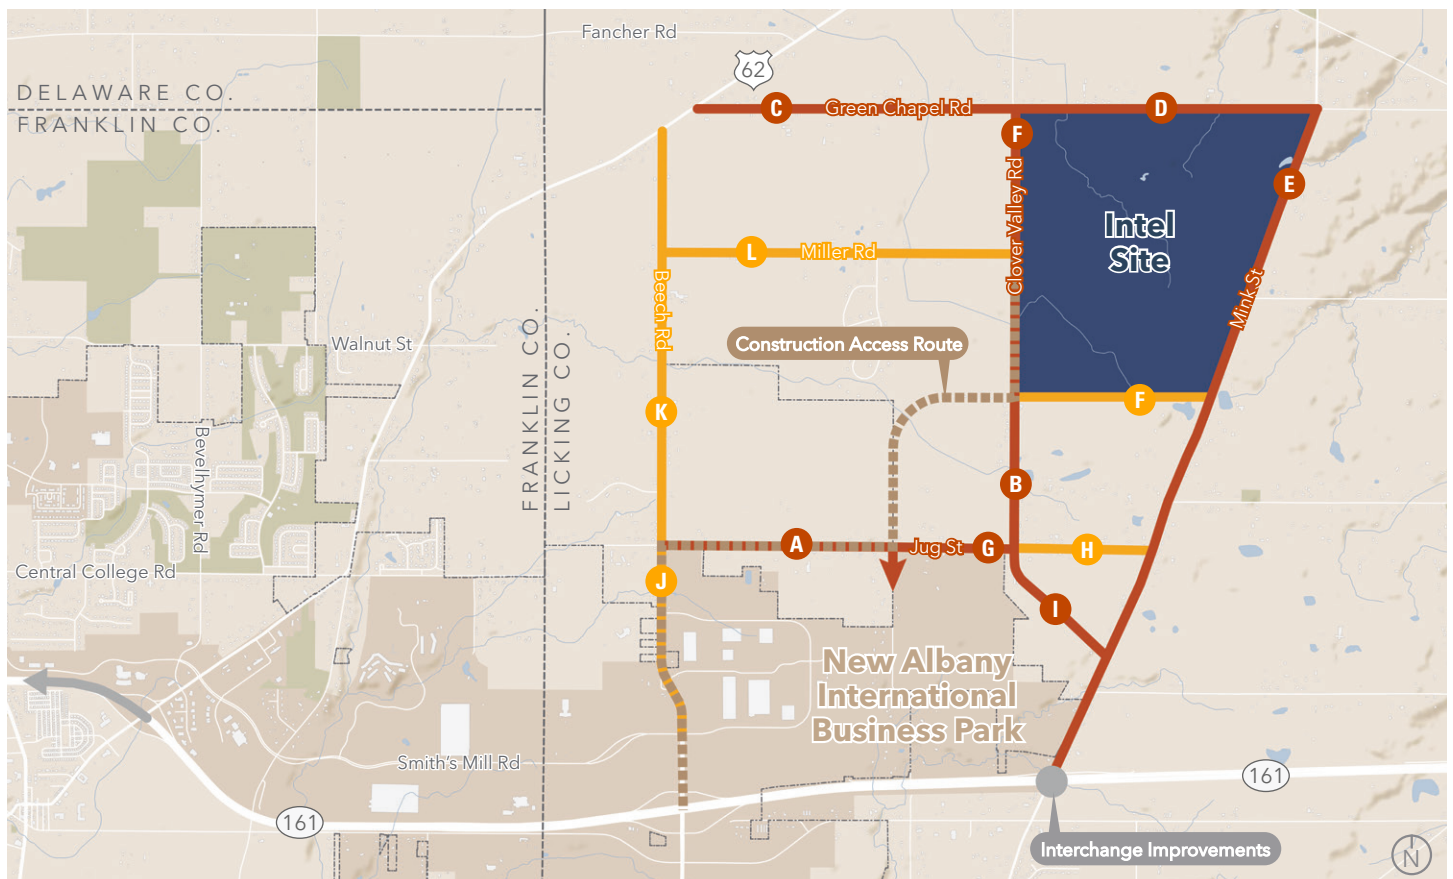 Fancher Rd
62
DELAWARE CO.
FRANKLIN CO.
C
Green Chapel Rd
D
F
E
Clover Valley Rd
Intel
Site
L
Miller Rd
Beech Rd
Mink St
Walnut St
FRANKLIN CO.
LICKING CO.
Construction Access Route
K
F
Bevelhymer Rd
B
A
Jug St
G
H
Central College Rd
J
I
New Albany
International
Business Park
Smith's Mill Rd
161
161
Interchange Improvements
N